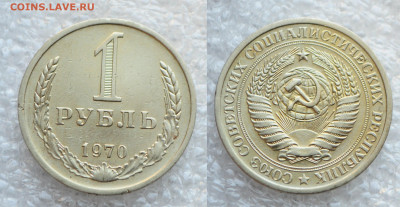 COINS.LAVE.RU
1
РУБЛЬ
1970
СОЮЗ СОВЕТСКИХ СОЦИАЛИСТИЧЕСКИХ РЕСПУБЛИК